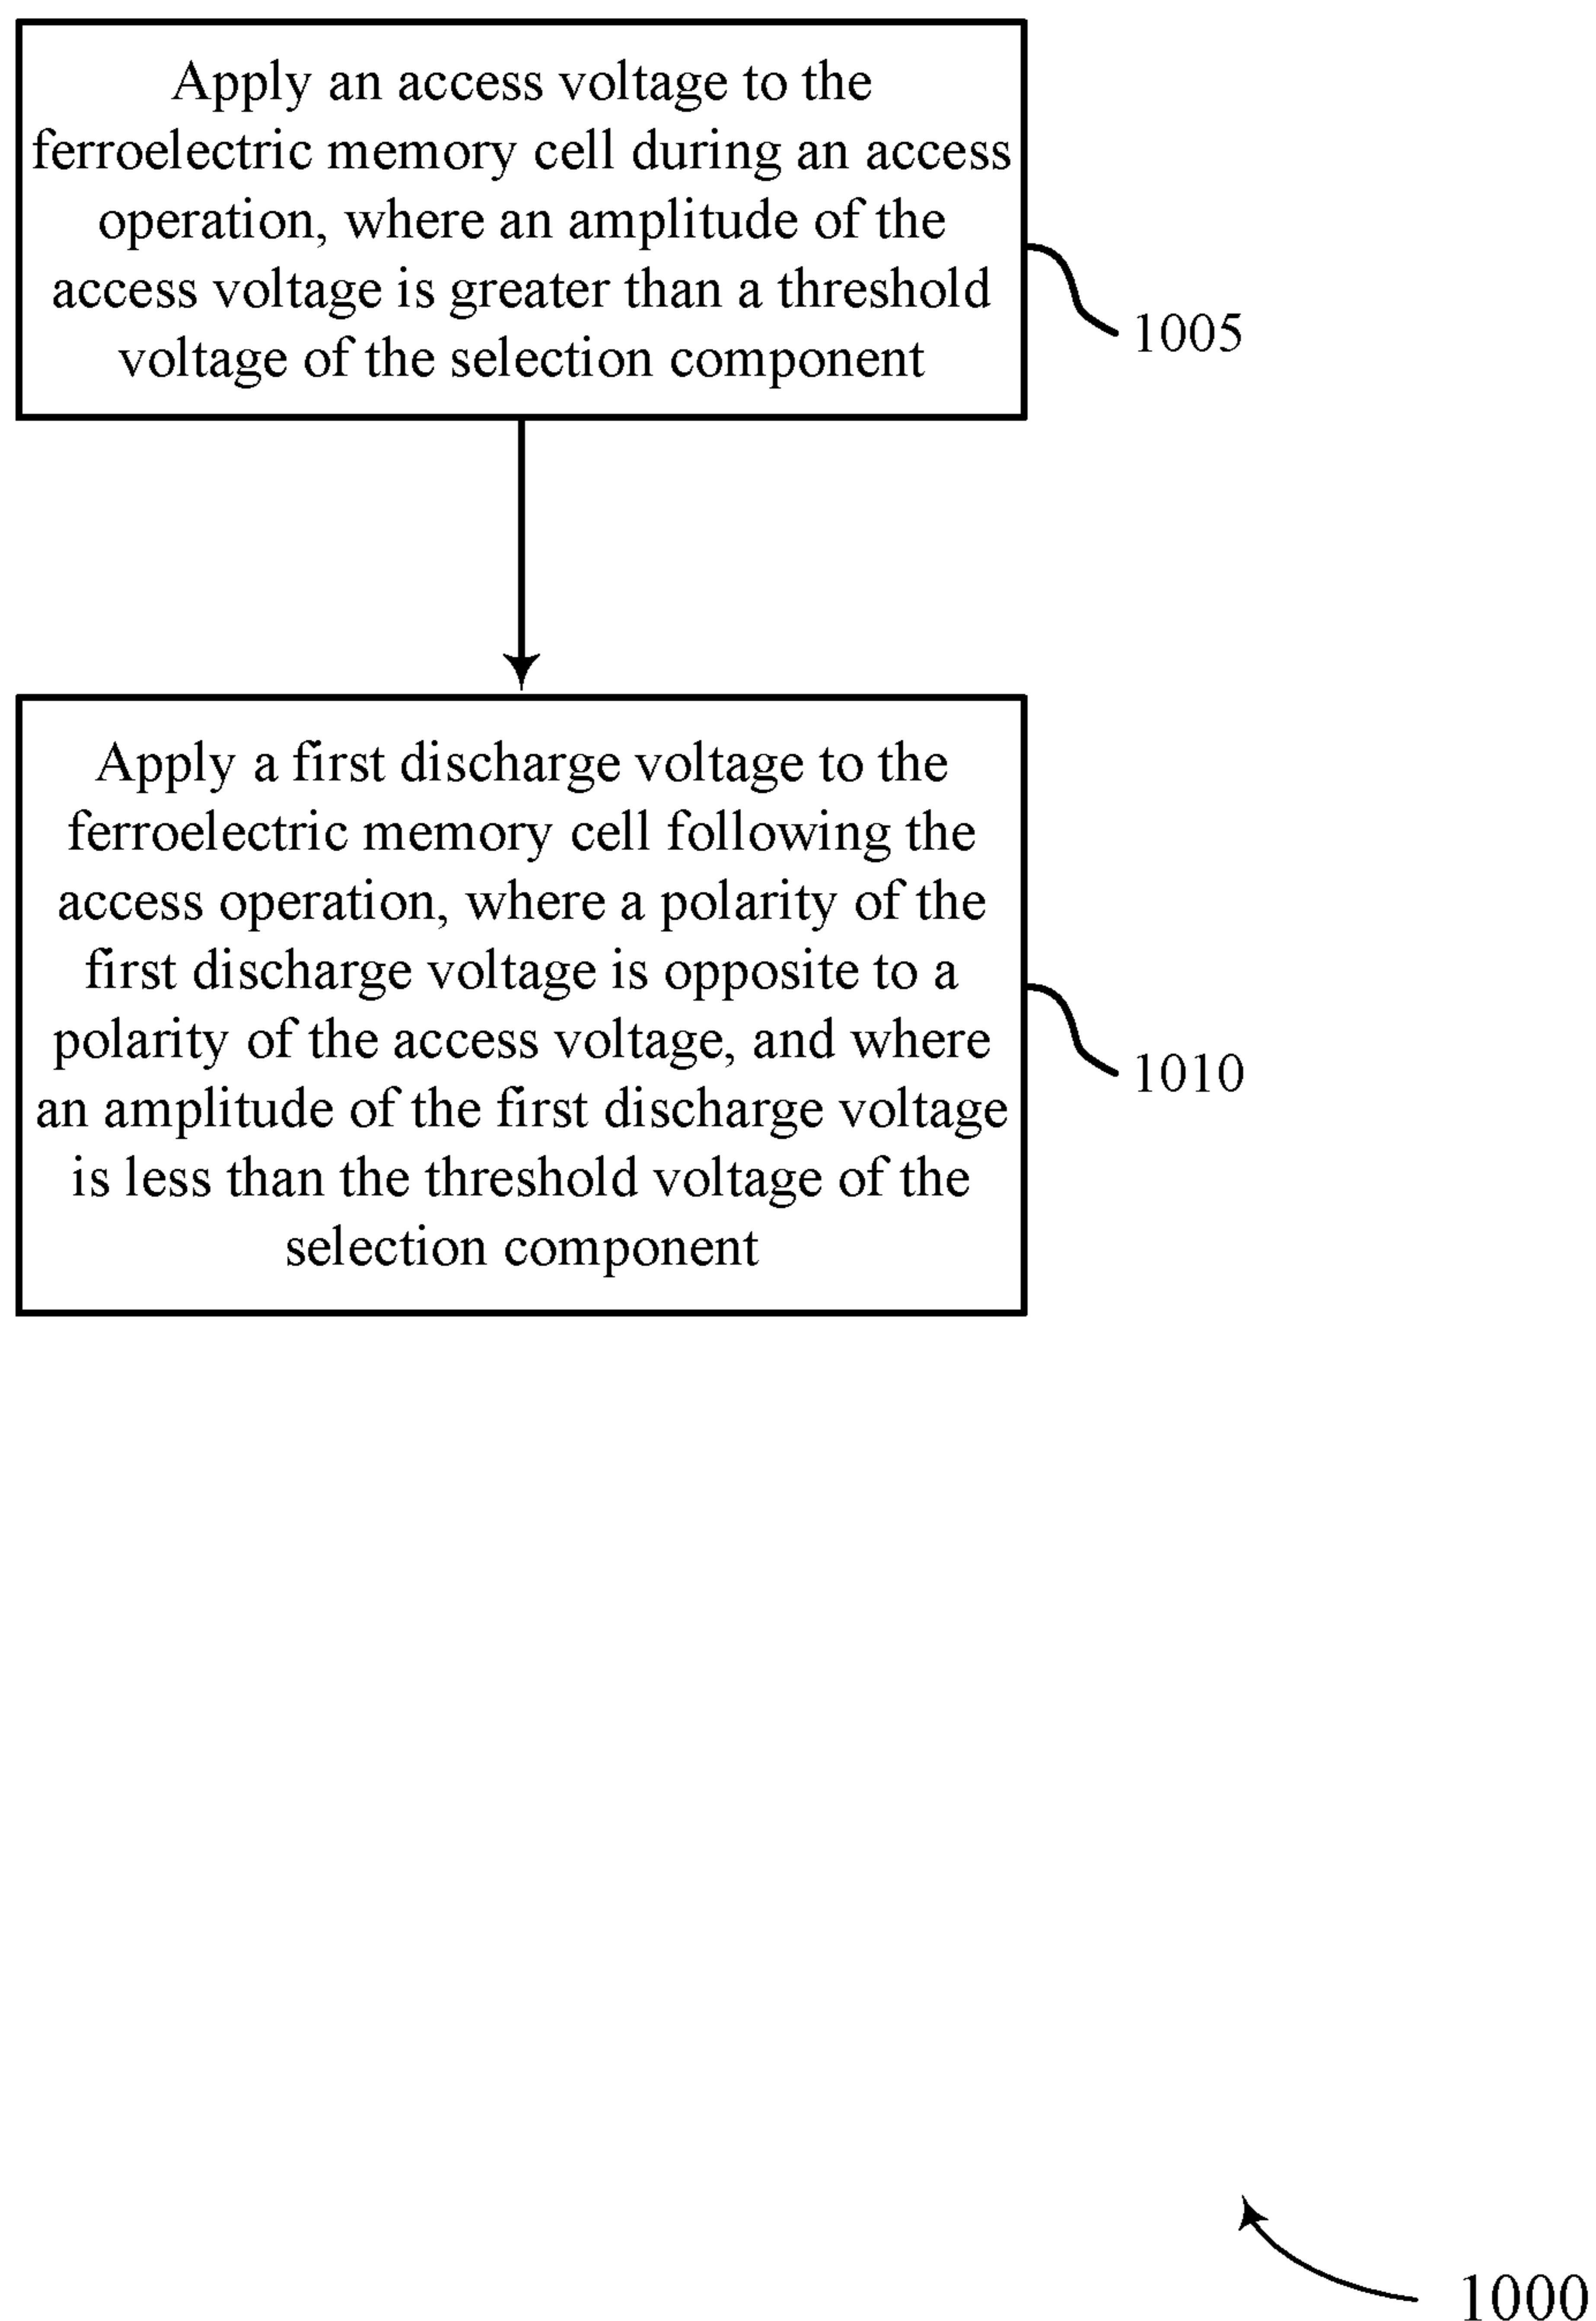 Apply an access voltage to the
ferroelectric memory cell during an access
operation, where an amplitude of the
access voltage is greater than a threshold
voltage of the selection component
1005
Apply a first discharge voltage to the
ferroelectric memory cell following the
access operation, where a polarity of the
first discharge voltage is opposite to a
polarity of the access voltage, and where
an amplitude of the first discharge voltage
is less than the threshold voltage of the
selection component
1010
1000